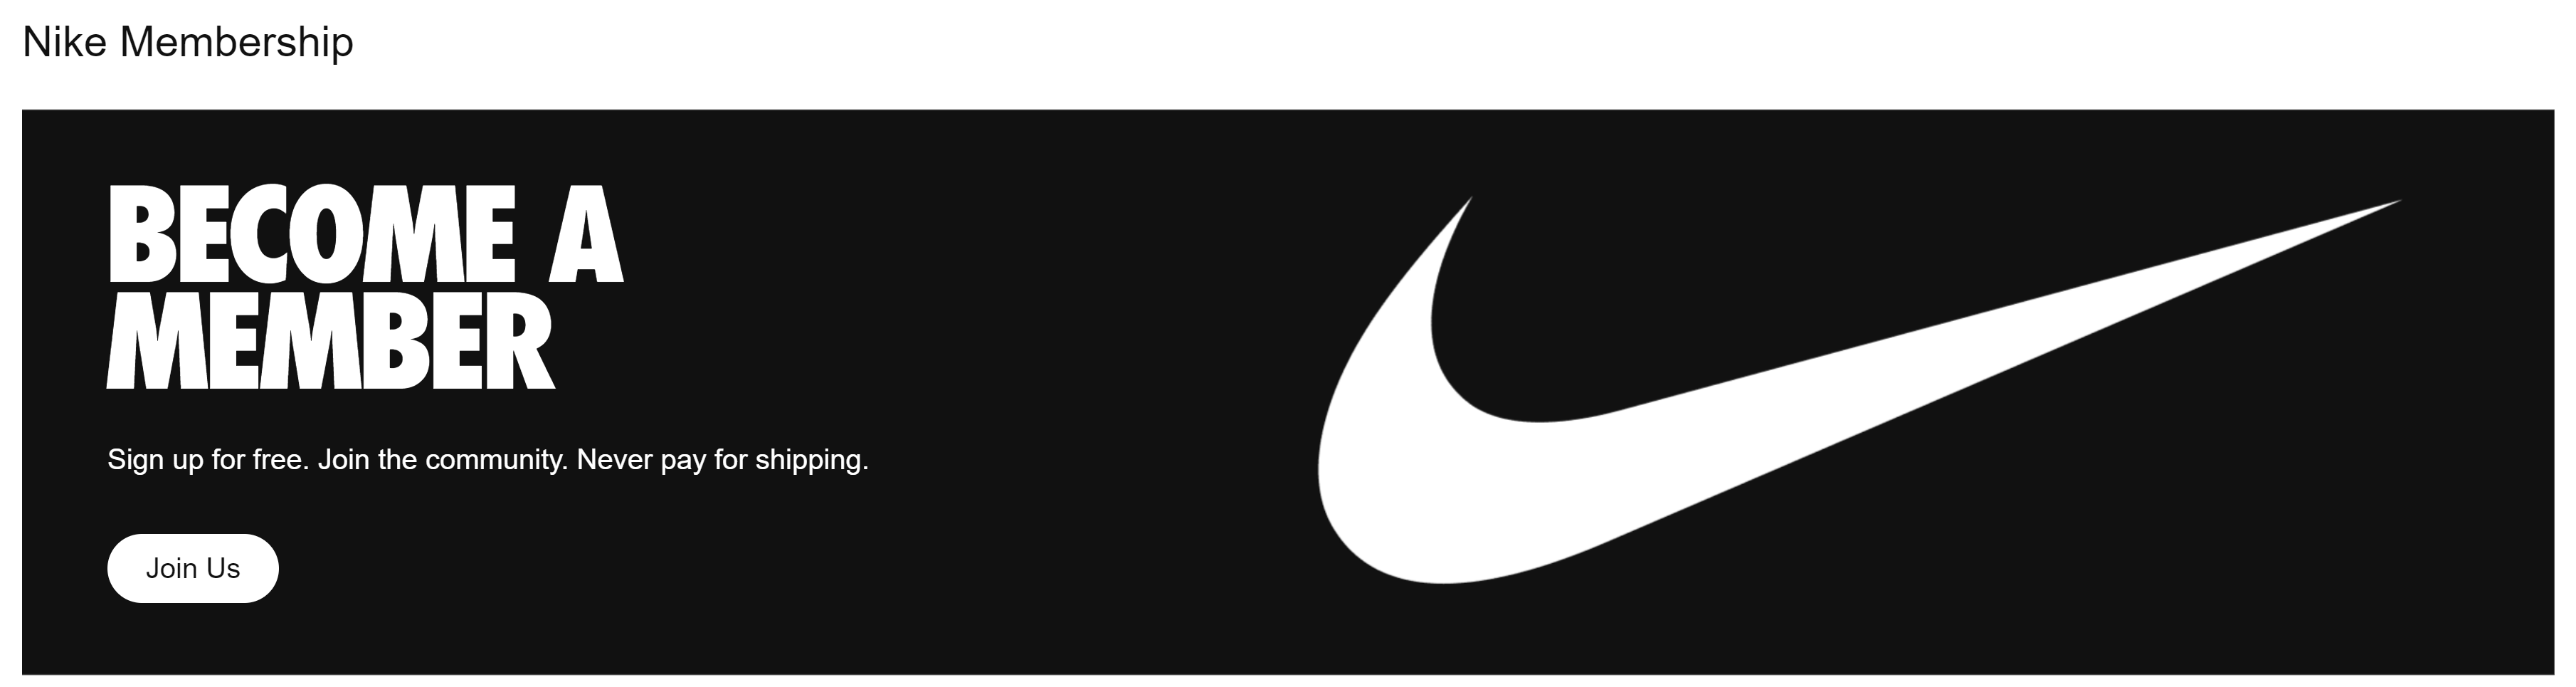 Nike Membership
BECOME A
MEMBER
Sign up for free. Join the community. Never pay for shipping.
Join Us